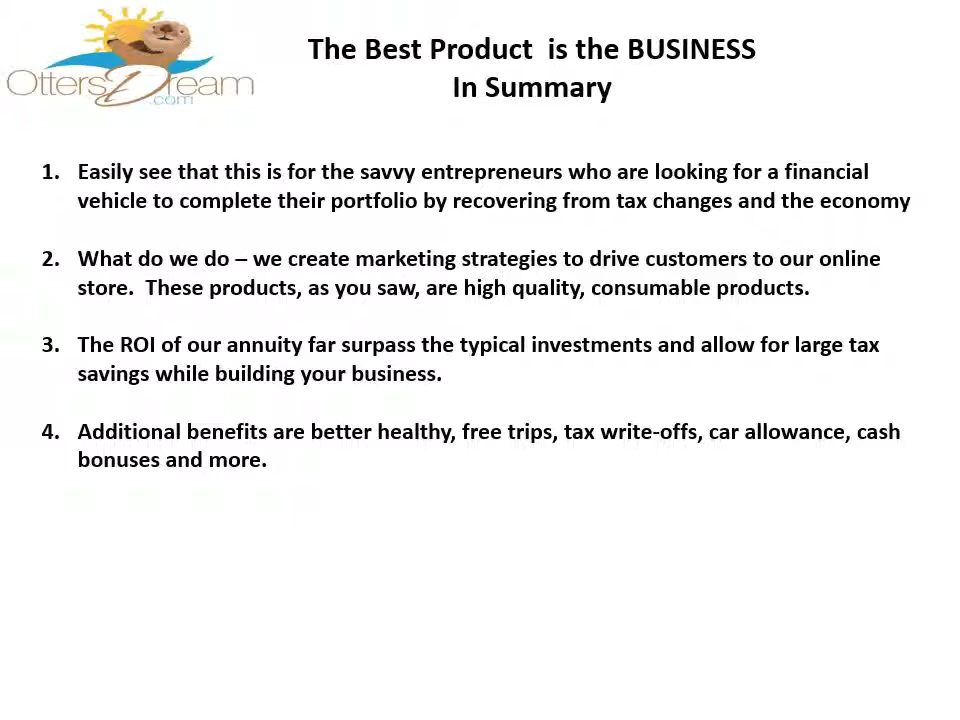 OttersDream
.com
The Best Product  is the BUSINESS
In Summary
1. Easily see that this is for the savvy entrepreneurs who are looking for a financial
vehicle to complete their portfolio by recovering from tax changes and the economy
2. What do we do – we create marketing strategies to drive customers to our online
store.  These products, as you saw, are high quality, consumable products.
3. The ROI of our annuity far surpass the typical investments and allow for large tax
savings while building your business.
4. Additional benefits are better healthy, free trips, tax write-offs, car allowance, cash
bonuses and more.